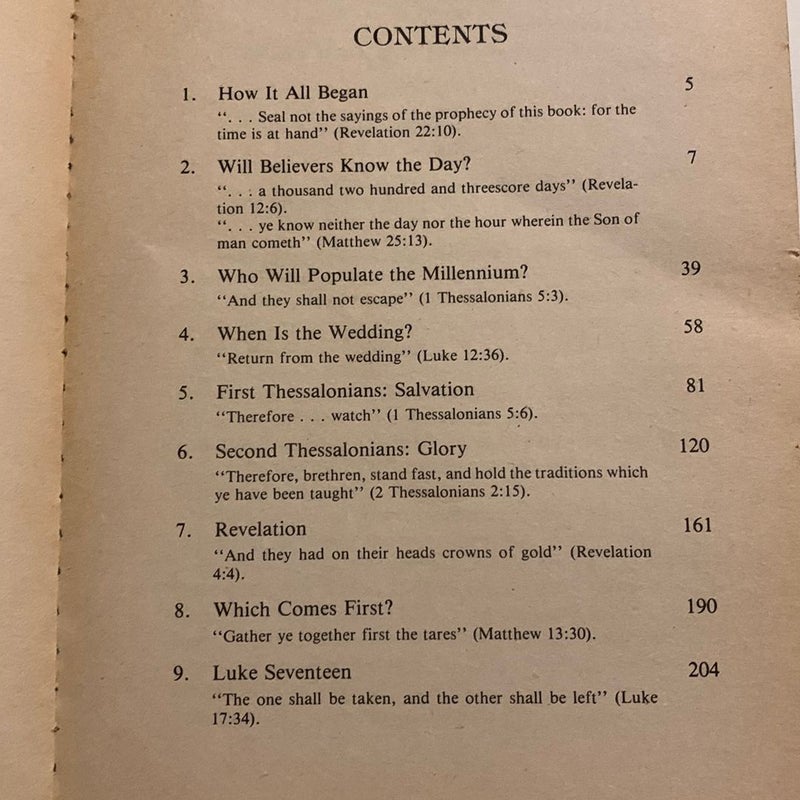 CONTENTS
1. How It All Began 5
“. . . Seal not the sayings of the prophecy of this book: for the
time is at hand” (Revelation 22:10).
2. Will Believers Know the Day? 7
“. . . a thousand two hundred and threescore days” (Revela-
tion 12:6).
“. . . ye know neither the day nor the hour wherein the Son of
man cometh” (Matthew 25:13).
3. Who Will Populate the Millennium? 39
“And they shall not escape” (1 Thessalonians 5:3).
4. When Is the Wedding? 58
“Return from the wedding” (Luke 12:36).
5. First Thessalonians: Salvation 81
“Therefore . . . watch” (1 Thessalonians 5:6).
6. Second Thessalonians: Glory 120
“Therefore, brethren, stand fast, and hold the traditions which
ye have been taught” (2 Thessalonians 2:15).
7. Revelation 161
“And they had on their heads crowns of gold” (Revelation
4:4).
8. Which Comes First? 190
“Gather ye together first the tares” (Matthew 13:30).
9. Luke Seventeen 204
“The one shall be taken, and the other shall be left” (Luke
17:34).